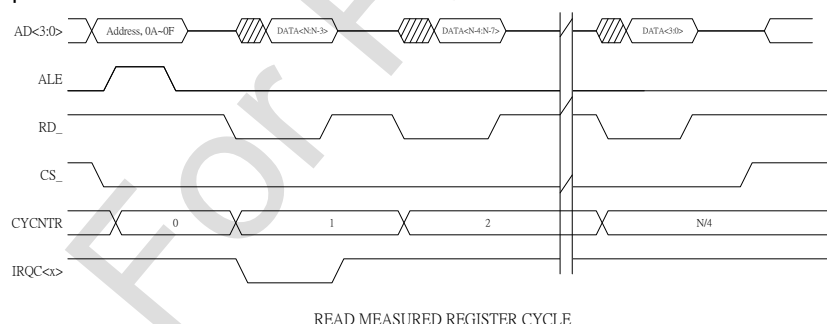 AD<3:0> Address, 0A~0F DATA<N:N-3> DATA<N-4:N-7> DATA<3:0>
ALE
RD_
CS_
CYCNTR 0 1 2 N/4
IRQC<x>
READ MEASURED REGISTER CYCLE